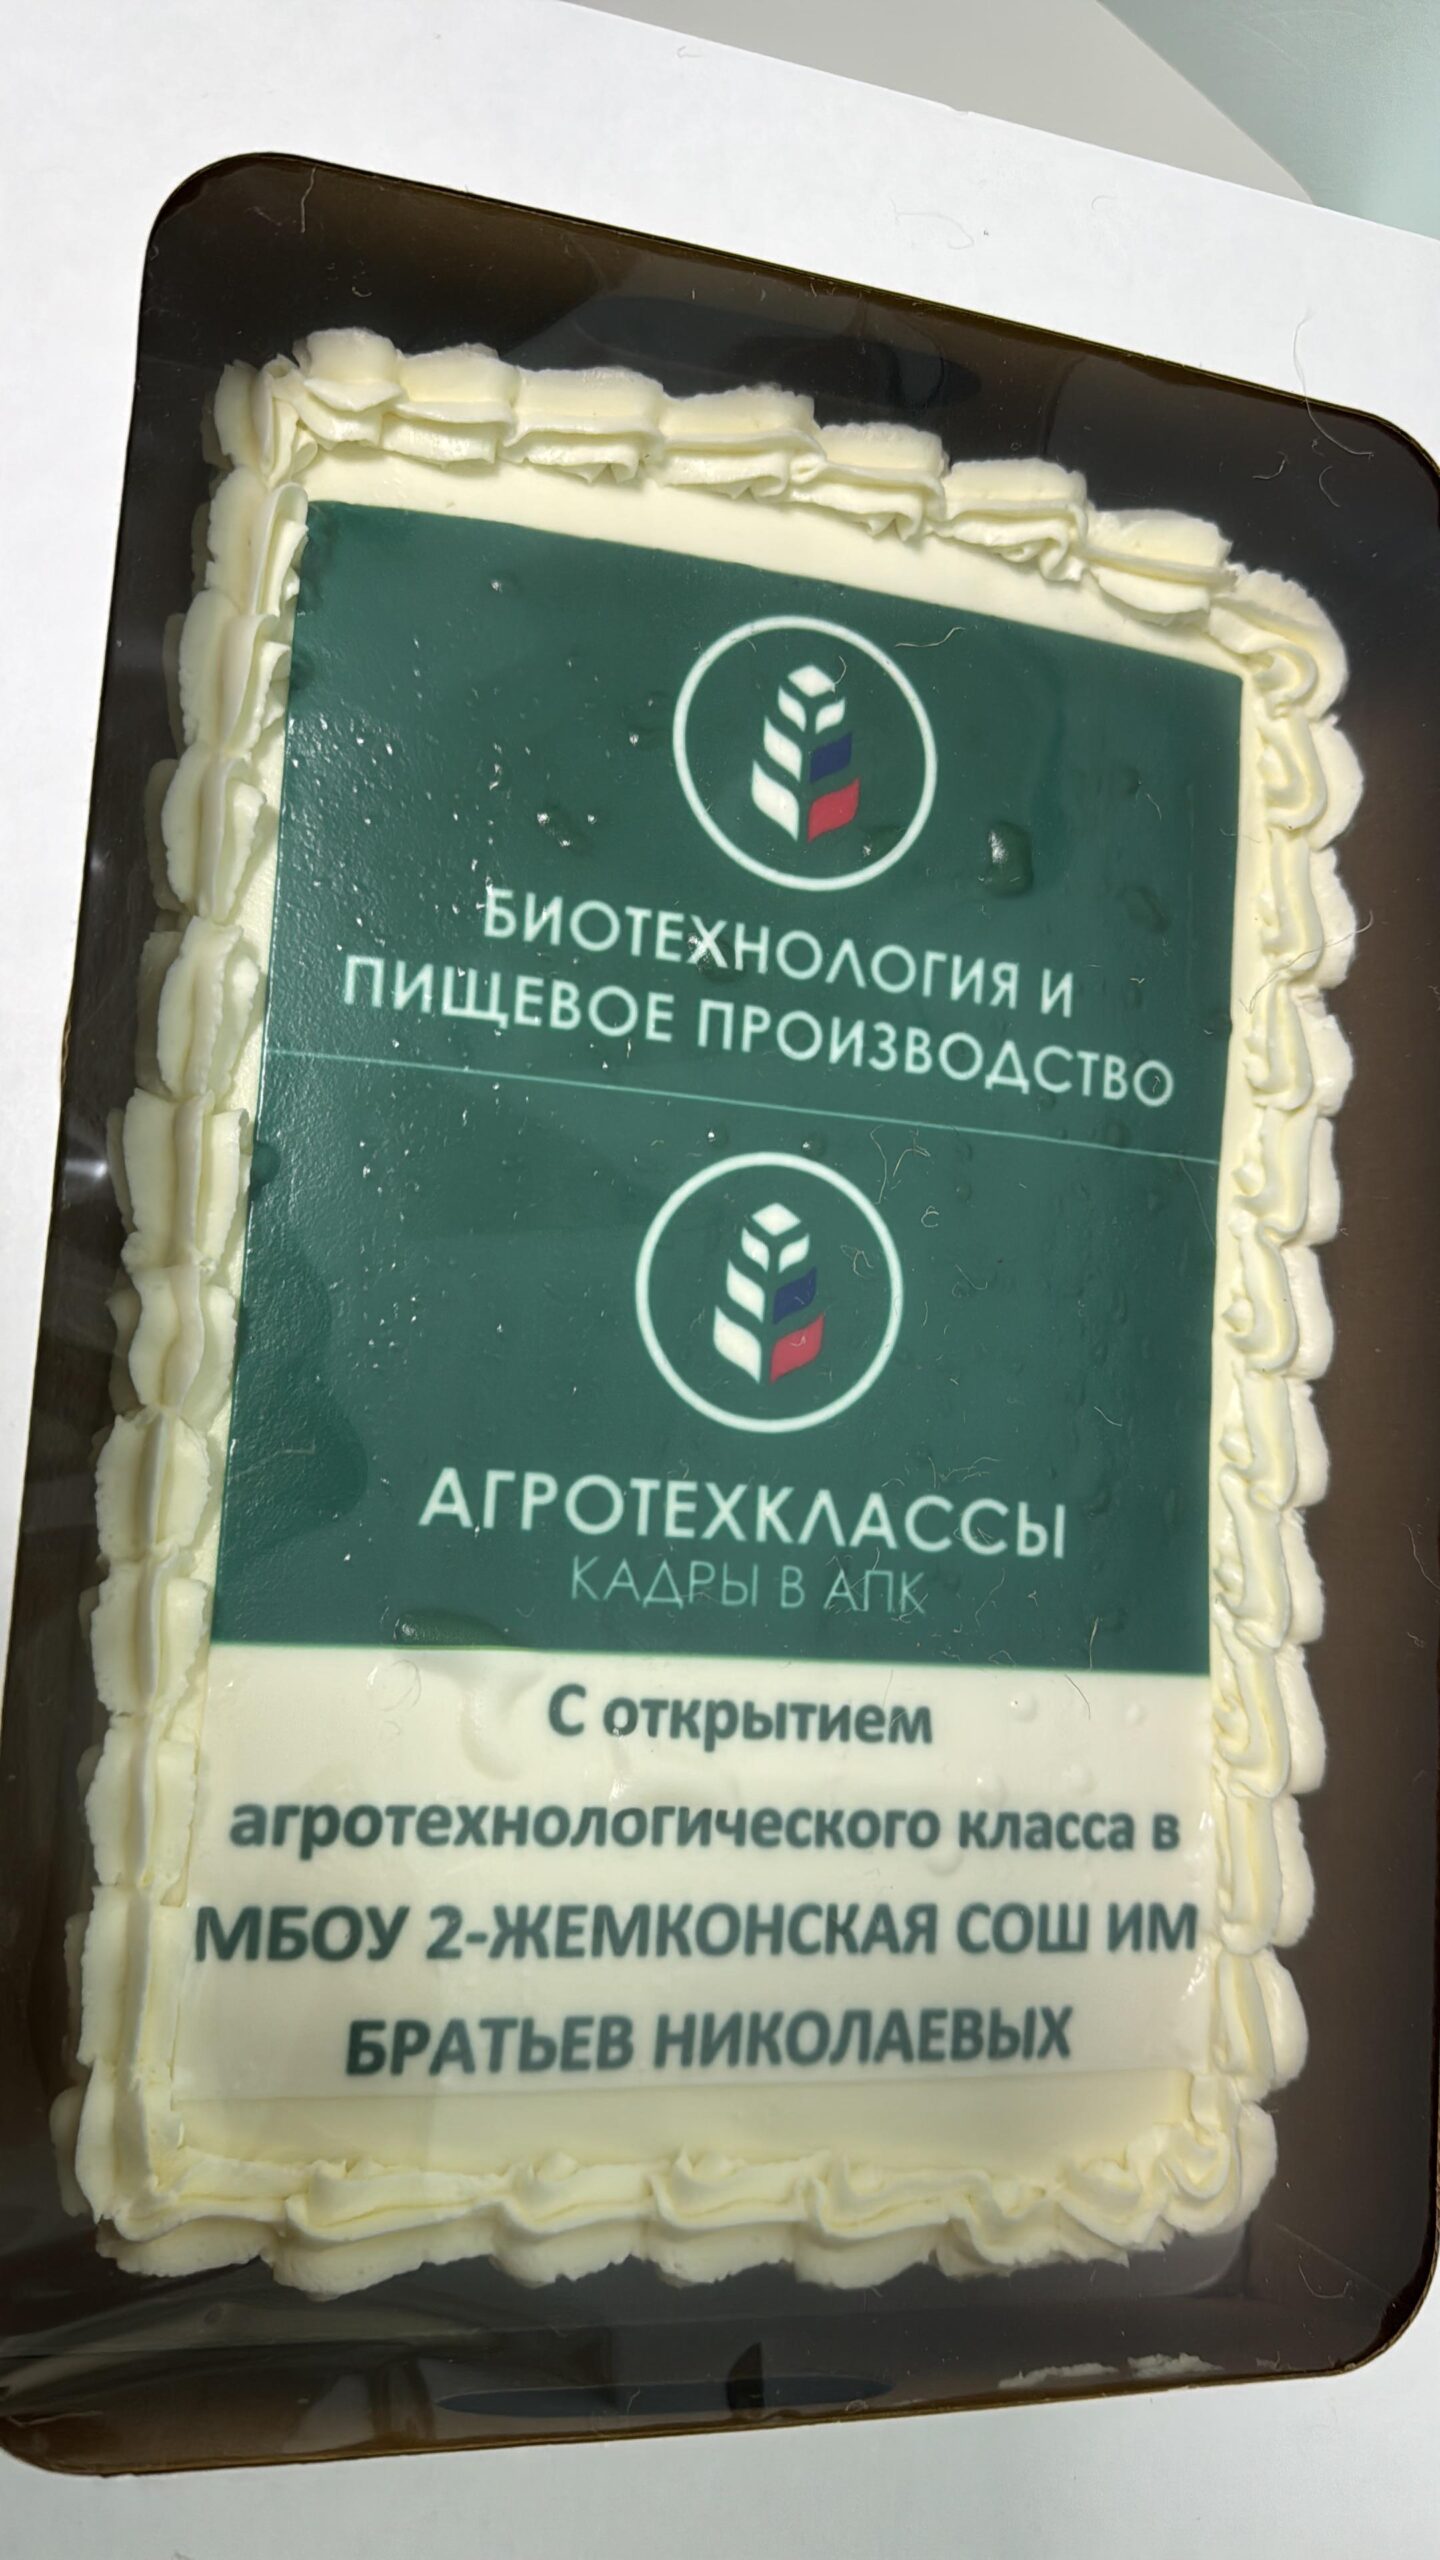 БИОТЕХНОЛОГИЯ И
ПИЩЕВОЕ ПРОИЗВОДСТВО
АГРОТЕХКЛАССЫ
КАДРЫ В АПК
С открытием
агротехнологического класса в
МБОУ 2-ЖЕМКОНСКАЯ СОШ ИМ
БРАТЬЕВ НИКОЛАЕВЫХ